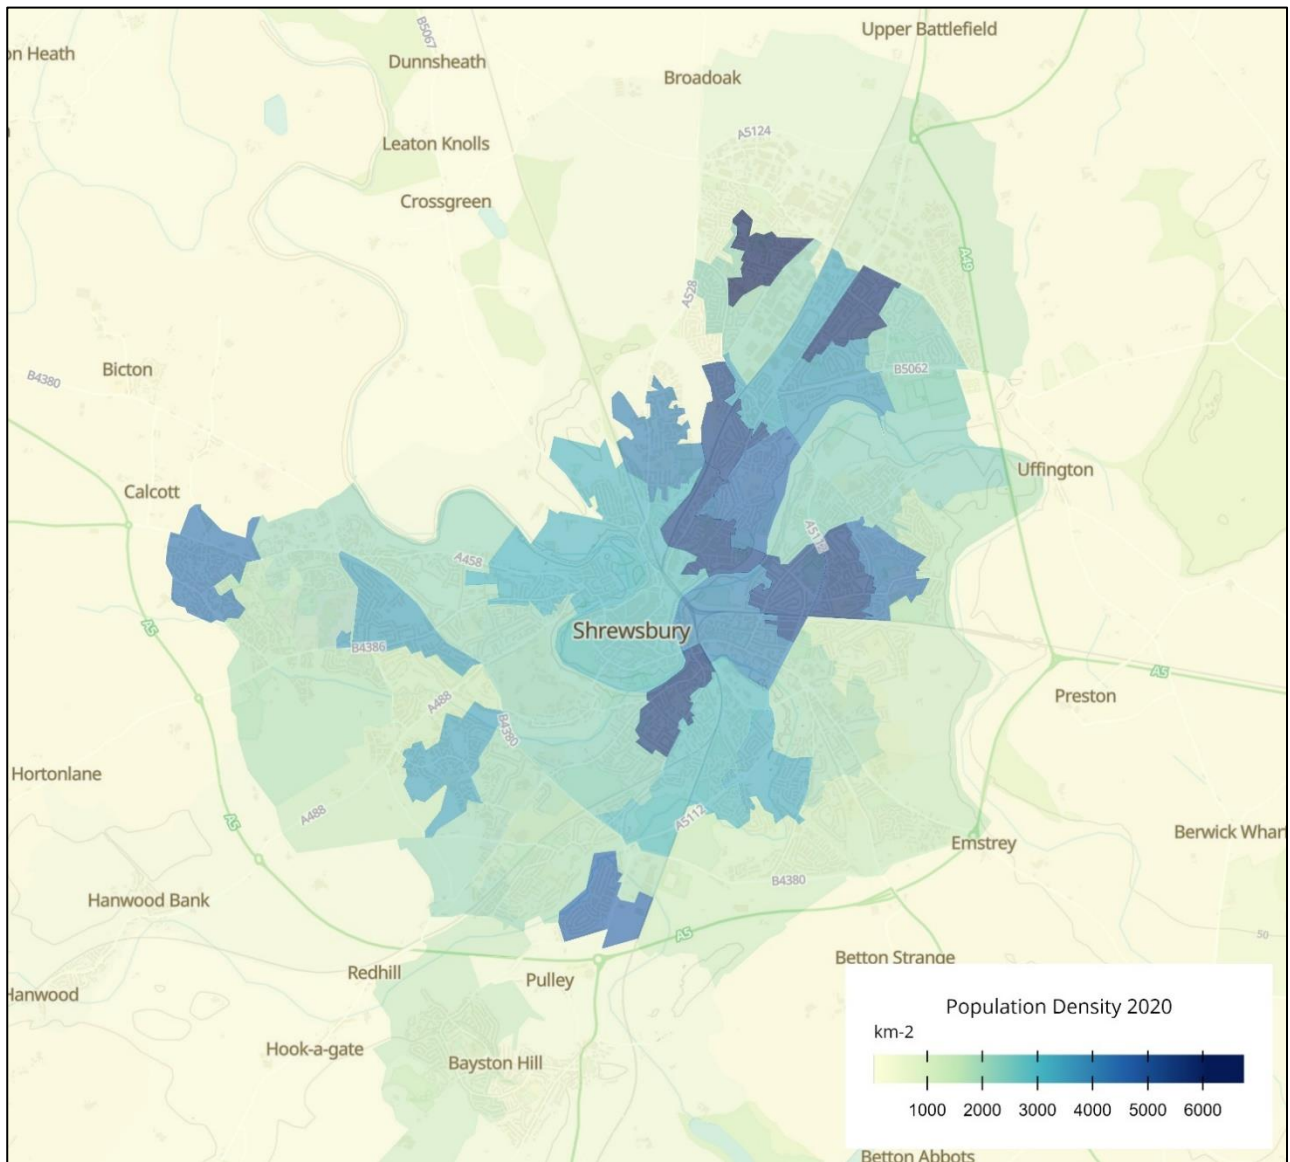 Upper Battlefield
on Heath
B5067
Dunnsheath
Broadoak
A5124
Leaton Knolls
Crossgreen
A49
A528
Bicton
B4380
B5062
Uffington
Calcott
A5112
A458
A5
Shrewsbury
B4386
A5
Preston
A488
B4380
Hortonlane
A488
A5
A5112
Berwick Whar
Emstrey
B4380
Hanwood Bank
A5
50
Betton Strange
Redhill
Pulley
Hanwood
Population Density 2020
km-2
Hook-a-gate
Bayston Hill
1000 2000 3000 4000 5000 6000
Betton Abbots